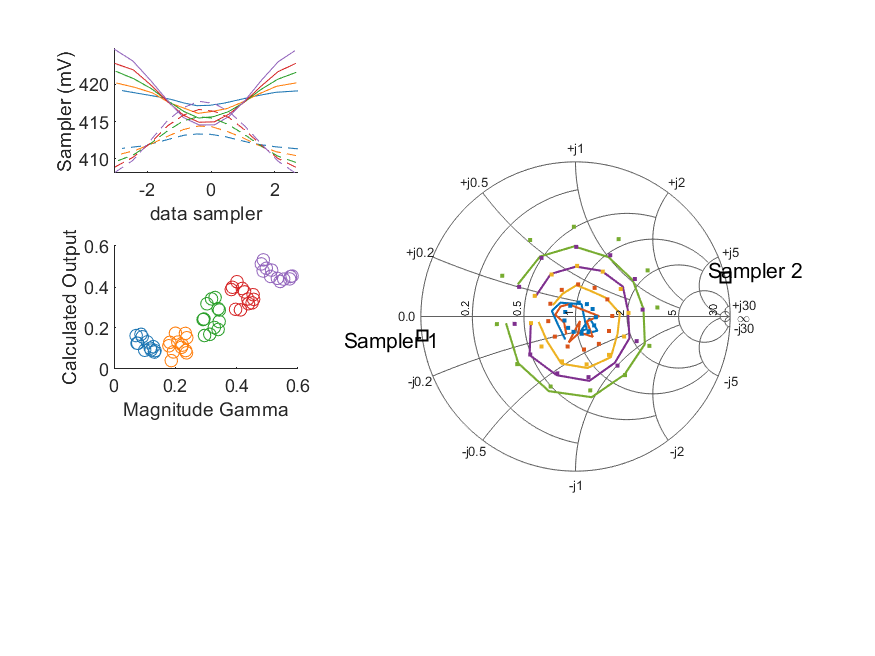 Sampler (mV)
420
415
410
-2
0
2
data sampler
Calculated Output
0.6
0.4
0.2
0
0
0.2
0.4
0.6
Magnitude Gamma
+j1
+j0.5
+j2
+j0.2
+j5
Sampler 2
+j30
0.0
0.2
0.5
1
2
5
30
∞
-j30
Sampler 1
-j0.2
-j5
-j0.5
-j2
-j1